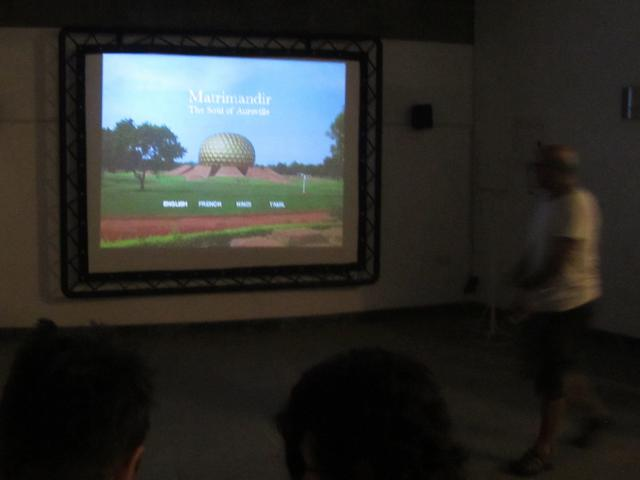 Matrimandir
The Soul of Auroville
ENGLISH FRENCH HINDI TAMIL